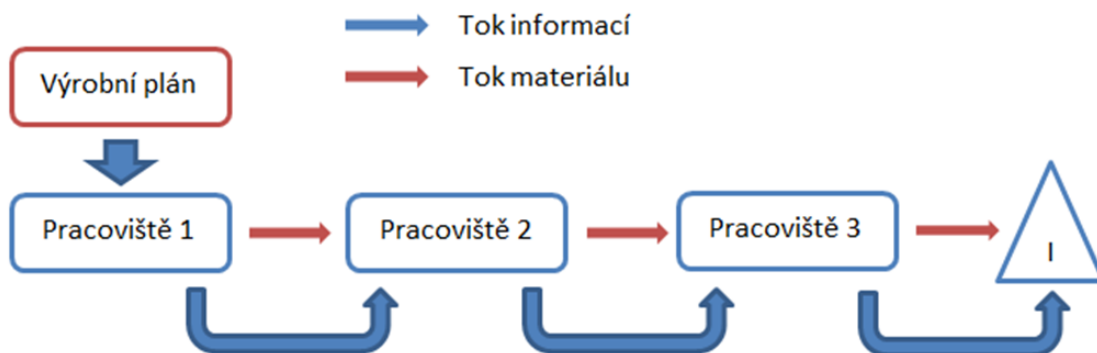 Tok informací
Tok materiálu
Výrobní plán
Pracoviště 1
Pracoviště 2
Pracoviště 3
I